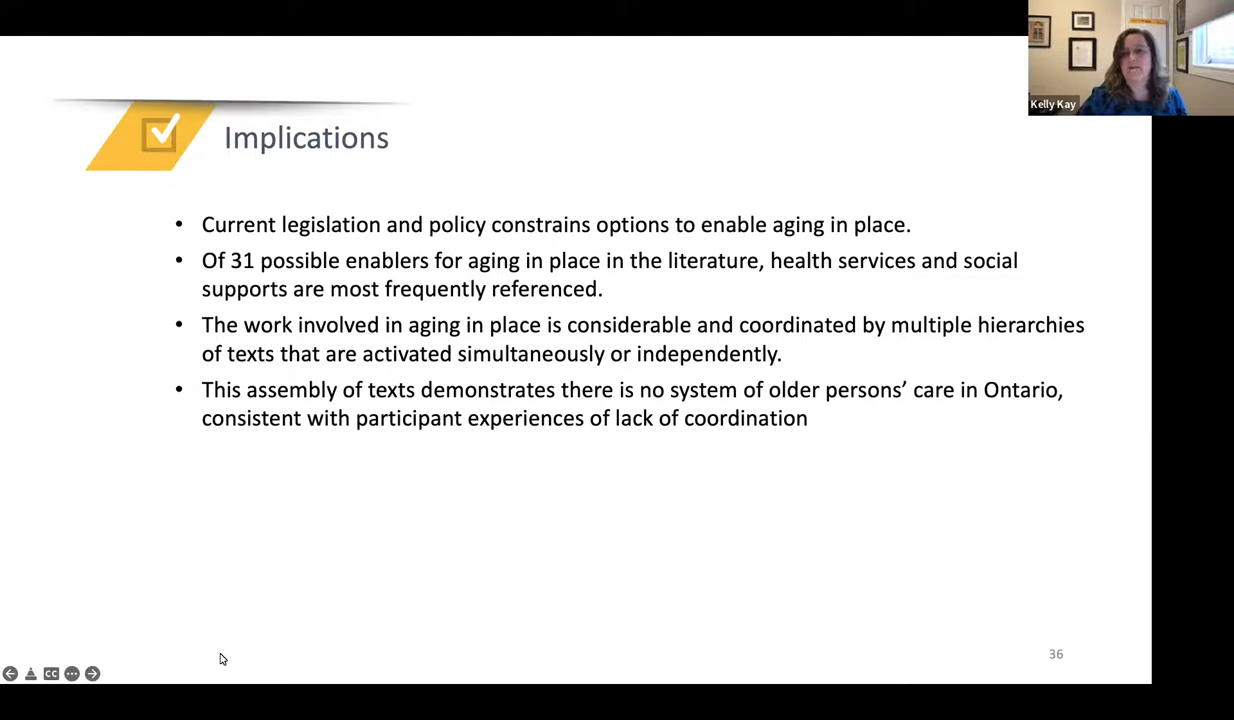 Kelly Kay
Implications
• Current legislation and policy constrains options to enable aging in place.
• Of 31 possible enablers for aging in place in the literature, health services and social
supports are most frequently referenced.
• The work involved in aging in place is considerable and coordinated by multiple hierarchies
of texts that are activated simultaneously or independently.
• This assembly of texts demonstrates there is no system of older persons’ care in Ontario,
consistent with participant experiences of lack of coordination
36
CC